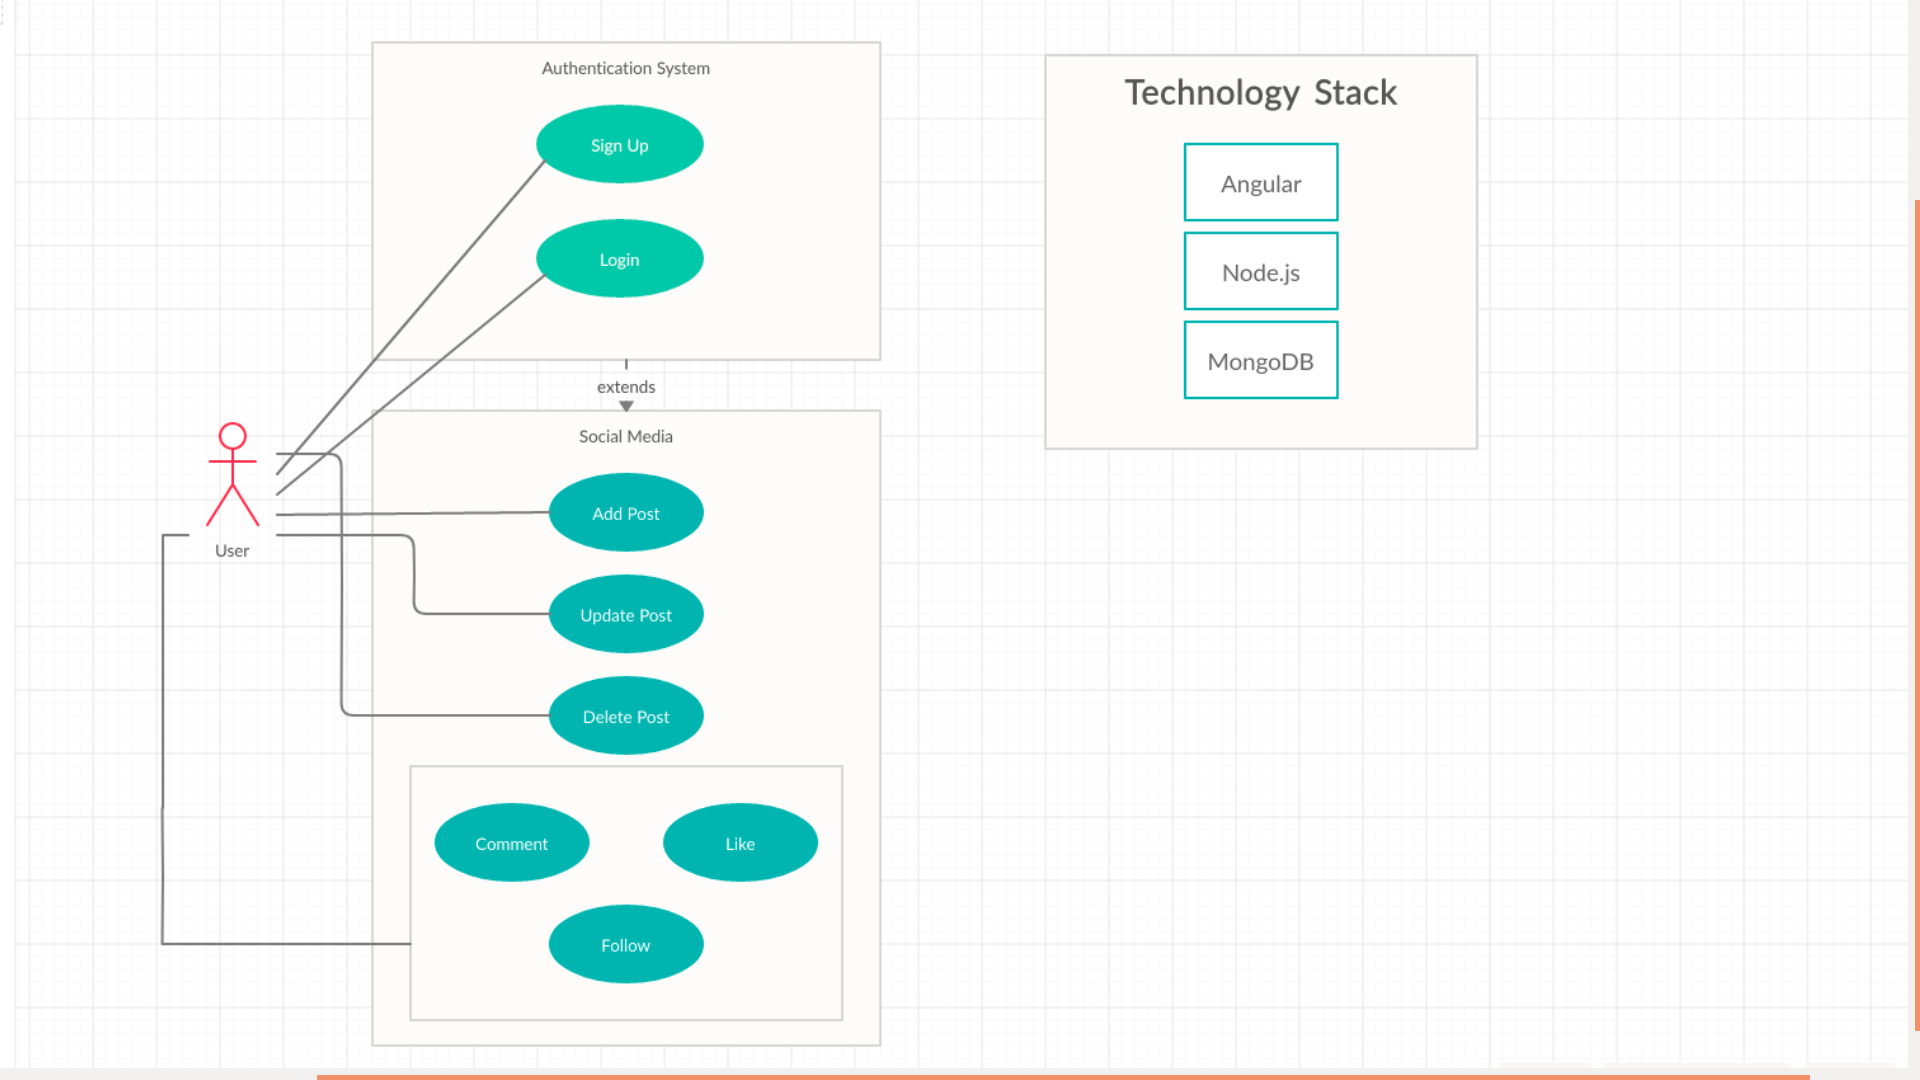 Authentication System
Sign Up
Login
extends
Social Media
Add Post
Update Post
Delete Post
Comment
Like
Follow
User
Technology Stack
Angular
Node.js
MongoDB